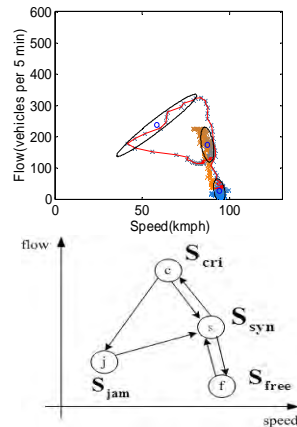 600
500
400
300
200
100
0
Flow(vehicles per 5 min)
0 50 100
Speed(kmph)
flow
c
S cri
s
S syn
j
S jam
f
S free
speed